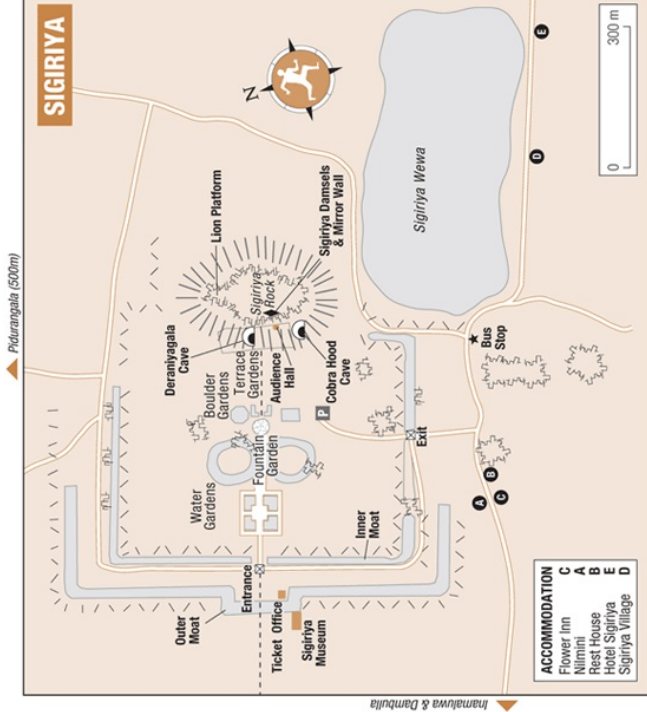 SIGIRIYA
Pidurangala (500m)
N
Lion Platform
Sigiriya Damsels
& Mirror Wall
Sigiriya
Rock
Deraniyagala
Cave
Boulder
Gardens
Terrace
Gardens
Audience
Hall
Cobra Hood
Cave
P
Water
Gardens
Fountain
Garden
Sigiriya Wewa
Bus
Stop
Exit
Inner
Moat
Entrance
Outer
Moat
Ticket Office
Sigiriya
Museum
A
B
C
D
E
0 300 m
ACCOMMODATION
Flower Inn C
Nilmini A
Rest House B
Hotel Sigiriya E
Sigiriya Village D
Inamaluwa & Dambulla